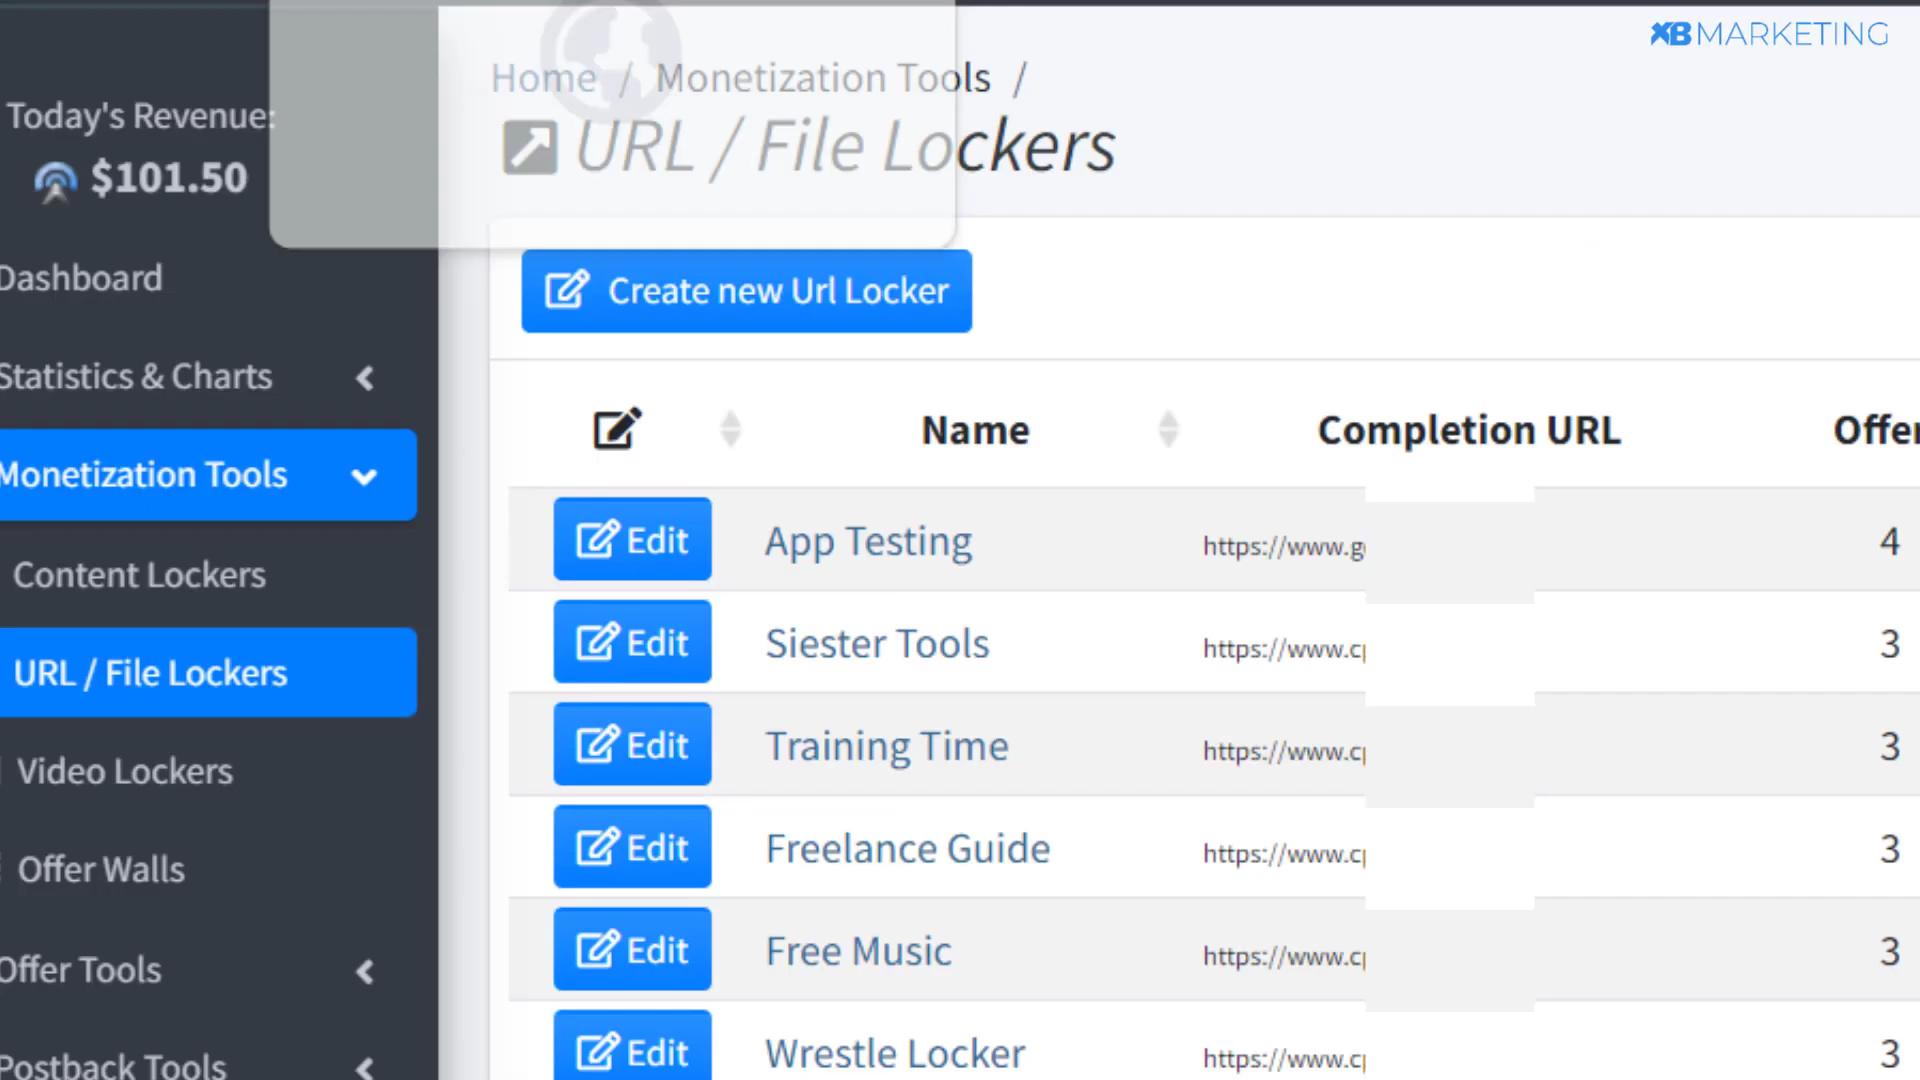 XBMARKETING
Home / Monetization Tools /
URL / File Lockers
Today's Revenue:
$101.50
Dashboard
Statistics & Charts
Monetization Tools
Content Lockers
URL / File Lockers
Video Lockers
Offer Walls
Offer Tools
Postback Tools
Create new Url Locker
Name Completion URL Offer
Edit App Testing https://www.g 4
Edit Siester Tools https://www.c 3
Edit Training Time https://www.c 3
Edit Freelance Guide https://www.c 3
Edit Free Music https://www.c 3
Edit Wrestle Locker https://www.c 3